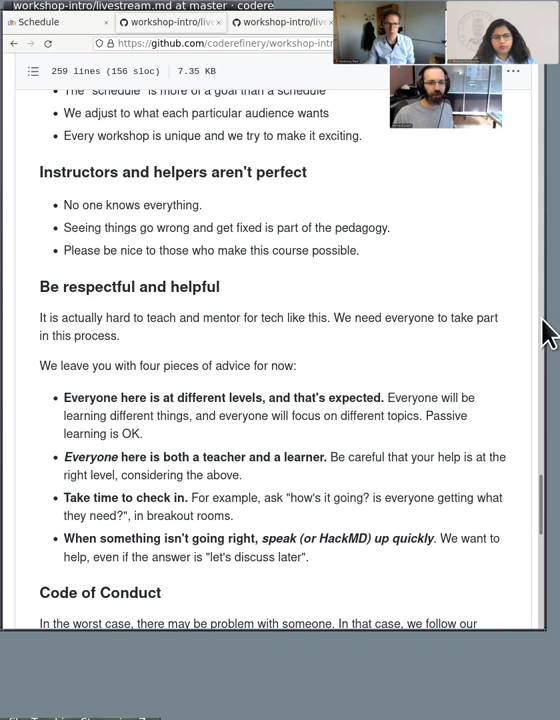 workshop-intro/livestream.md at master · codere
Schedule
workshop-intro/live
workshop-intro/live
https://github.com/coderefinery/workshop-intr
259 lines (156 sloc) 7.35 KB
The "schedule" is more of a goal than a schedule
We adjust to what each particular audience wants
Every workshop is unique and we try to make it exciting.
Instructors and helpers aren't perfect
No one knows everything.
Seeing things go wrong and get fixed is part of the pedagogy.
Please be nice to those who make this course possible.
Be respectful and helpful
It is actually hard to teach and mentor for tech like this. We need everyone to take part
in this process.
We leave you with four pieces of advice for now:
Everyone here is at different levels, and that's expected. Everyone will be
learning different things, and everyone will focus on different topics. Passive
learning is OK.
Everyone here is both a teacher and a learner. Be careful that your help is at the
right level, considering the above.
Take time to check in. For example, ask "how's it going? is everyone getting what
they need?", in breakout rooms.
When something isn't going right, speak (or HackMD) up quickly. We want to
help, even if the answer is "let's discuss later".
Code of Conduct
In the worst case, there may be problem with someone. In that case, we follow our